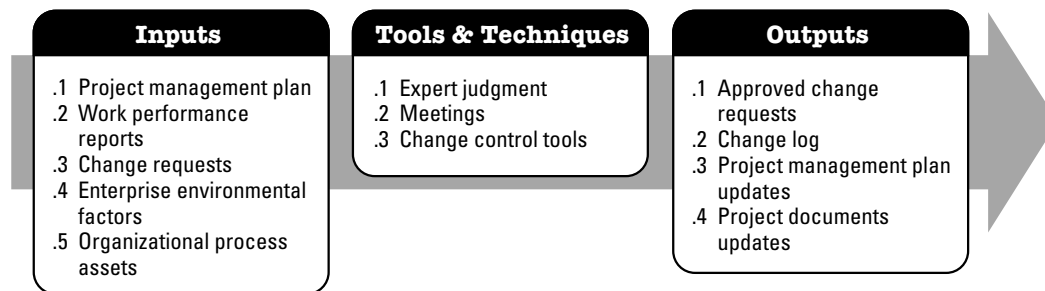 Inputs
.1 Project management plan
.2 Work performance
reports
.3 Change requests
.4 Enterprise environmental
factors
.5 Organizational process
assets
Tools & Techniques
.1 Expert judgment
.2 Meetings
.3 Change control tools
Outputs
.1 Approved change
requests
.2 Change log
.3 Project management plan
updates
.4 Project documents
updates